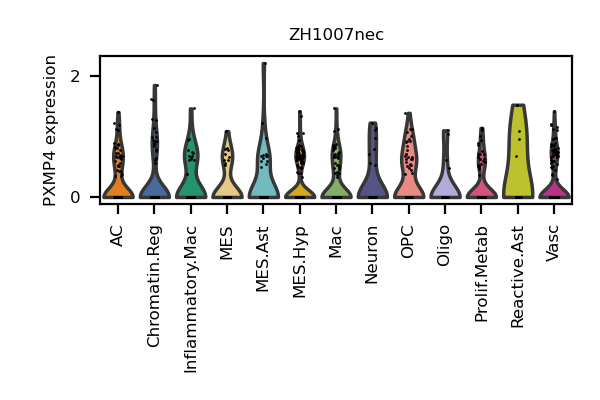 ZH1007nec
PXMP4 expression
2
0
AC
Chromatin.Reg
Inflammatory.Mac
MES
MES.Ast
MES.Hyp
Mac
Neuron
OPC
Oligo
Prolif.Metab
Reactive.Ast
Vasc